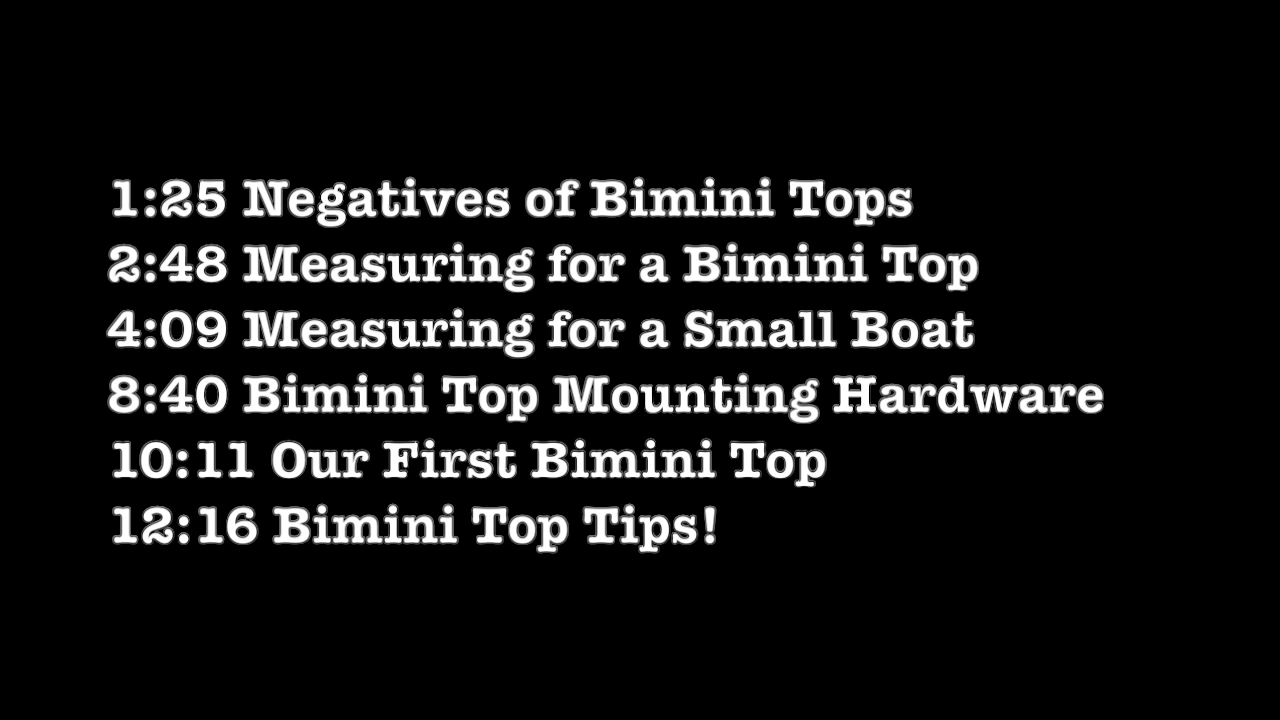 1:25 Negatives of Bimini Tops
2:48 Measuring for a Bimini Top
4:09 Measuring for a Small Boat
8:40 Bimini Top Mounting Hardware
10:11 Our First Bimini Top
12:16 Bimini Top Tips!